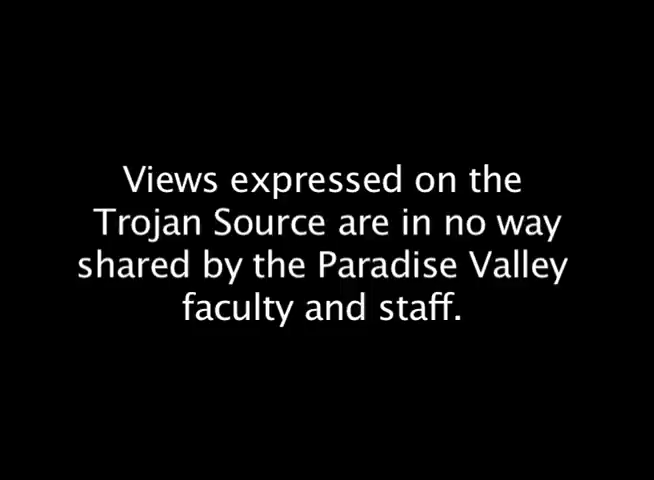 Views expressed on the
Trojan Source are in no way
shared by the Paradise Valley
faculty and staff.